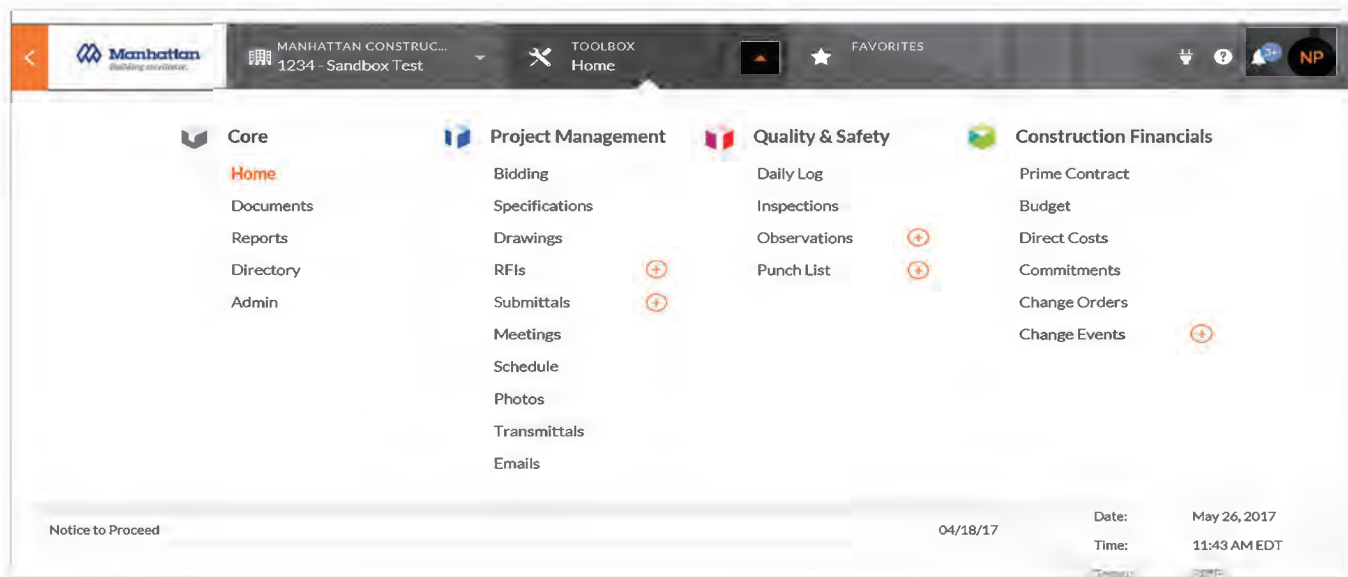 Manhattan
building excellence.
MANHATTAN CONSTRUC...
1234 - Sandbox Test
TOOLBOX
Home
FAVORITES
3+
NP
Core
Home
Documents
Reports
Directory
Admin
Project Management
Bidding
Specifications
Drawings
RFIs
Submittals
Meetings
Schedule
Photos
Transmittals
Emails
Quality & Safety
Daily Log
Inspections
Observations
Punch List
Construction Financials
Prime Contract
Budget
Direct Costs
Commitments
Change Orders
Change Events
Notice to Proceed
04/18/17
Date: May 26, 2017
Time: 11:43 AM EDT